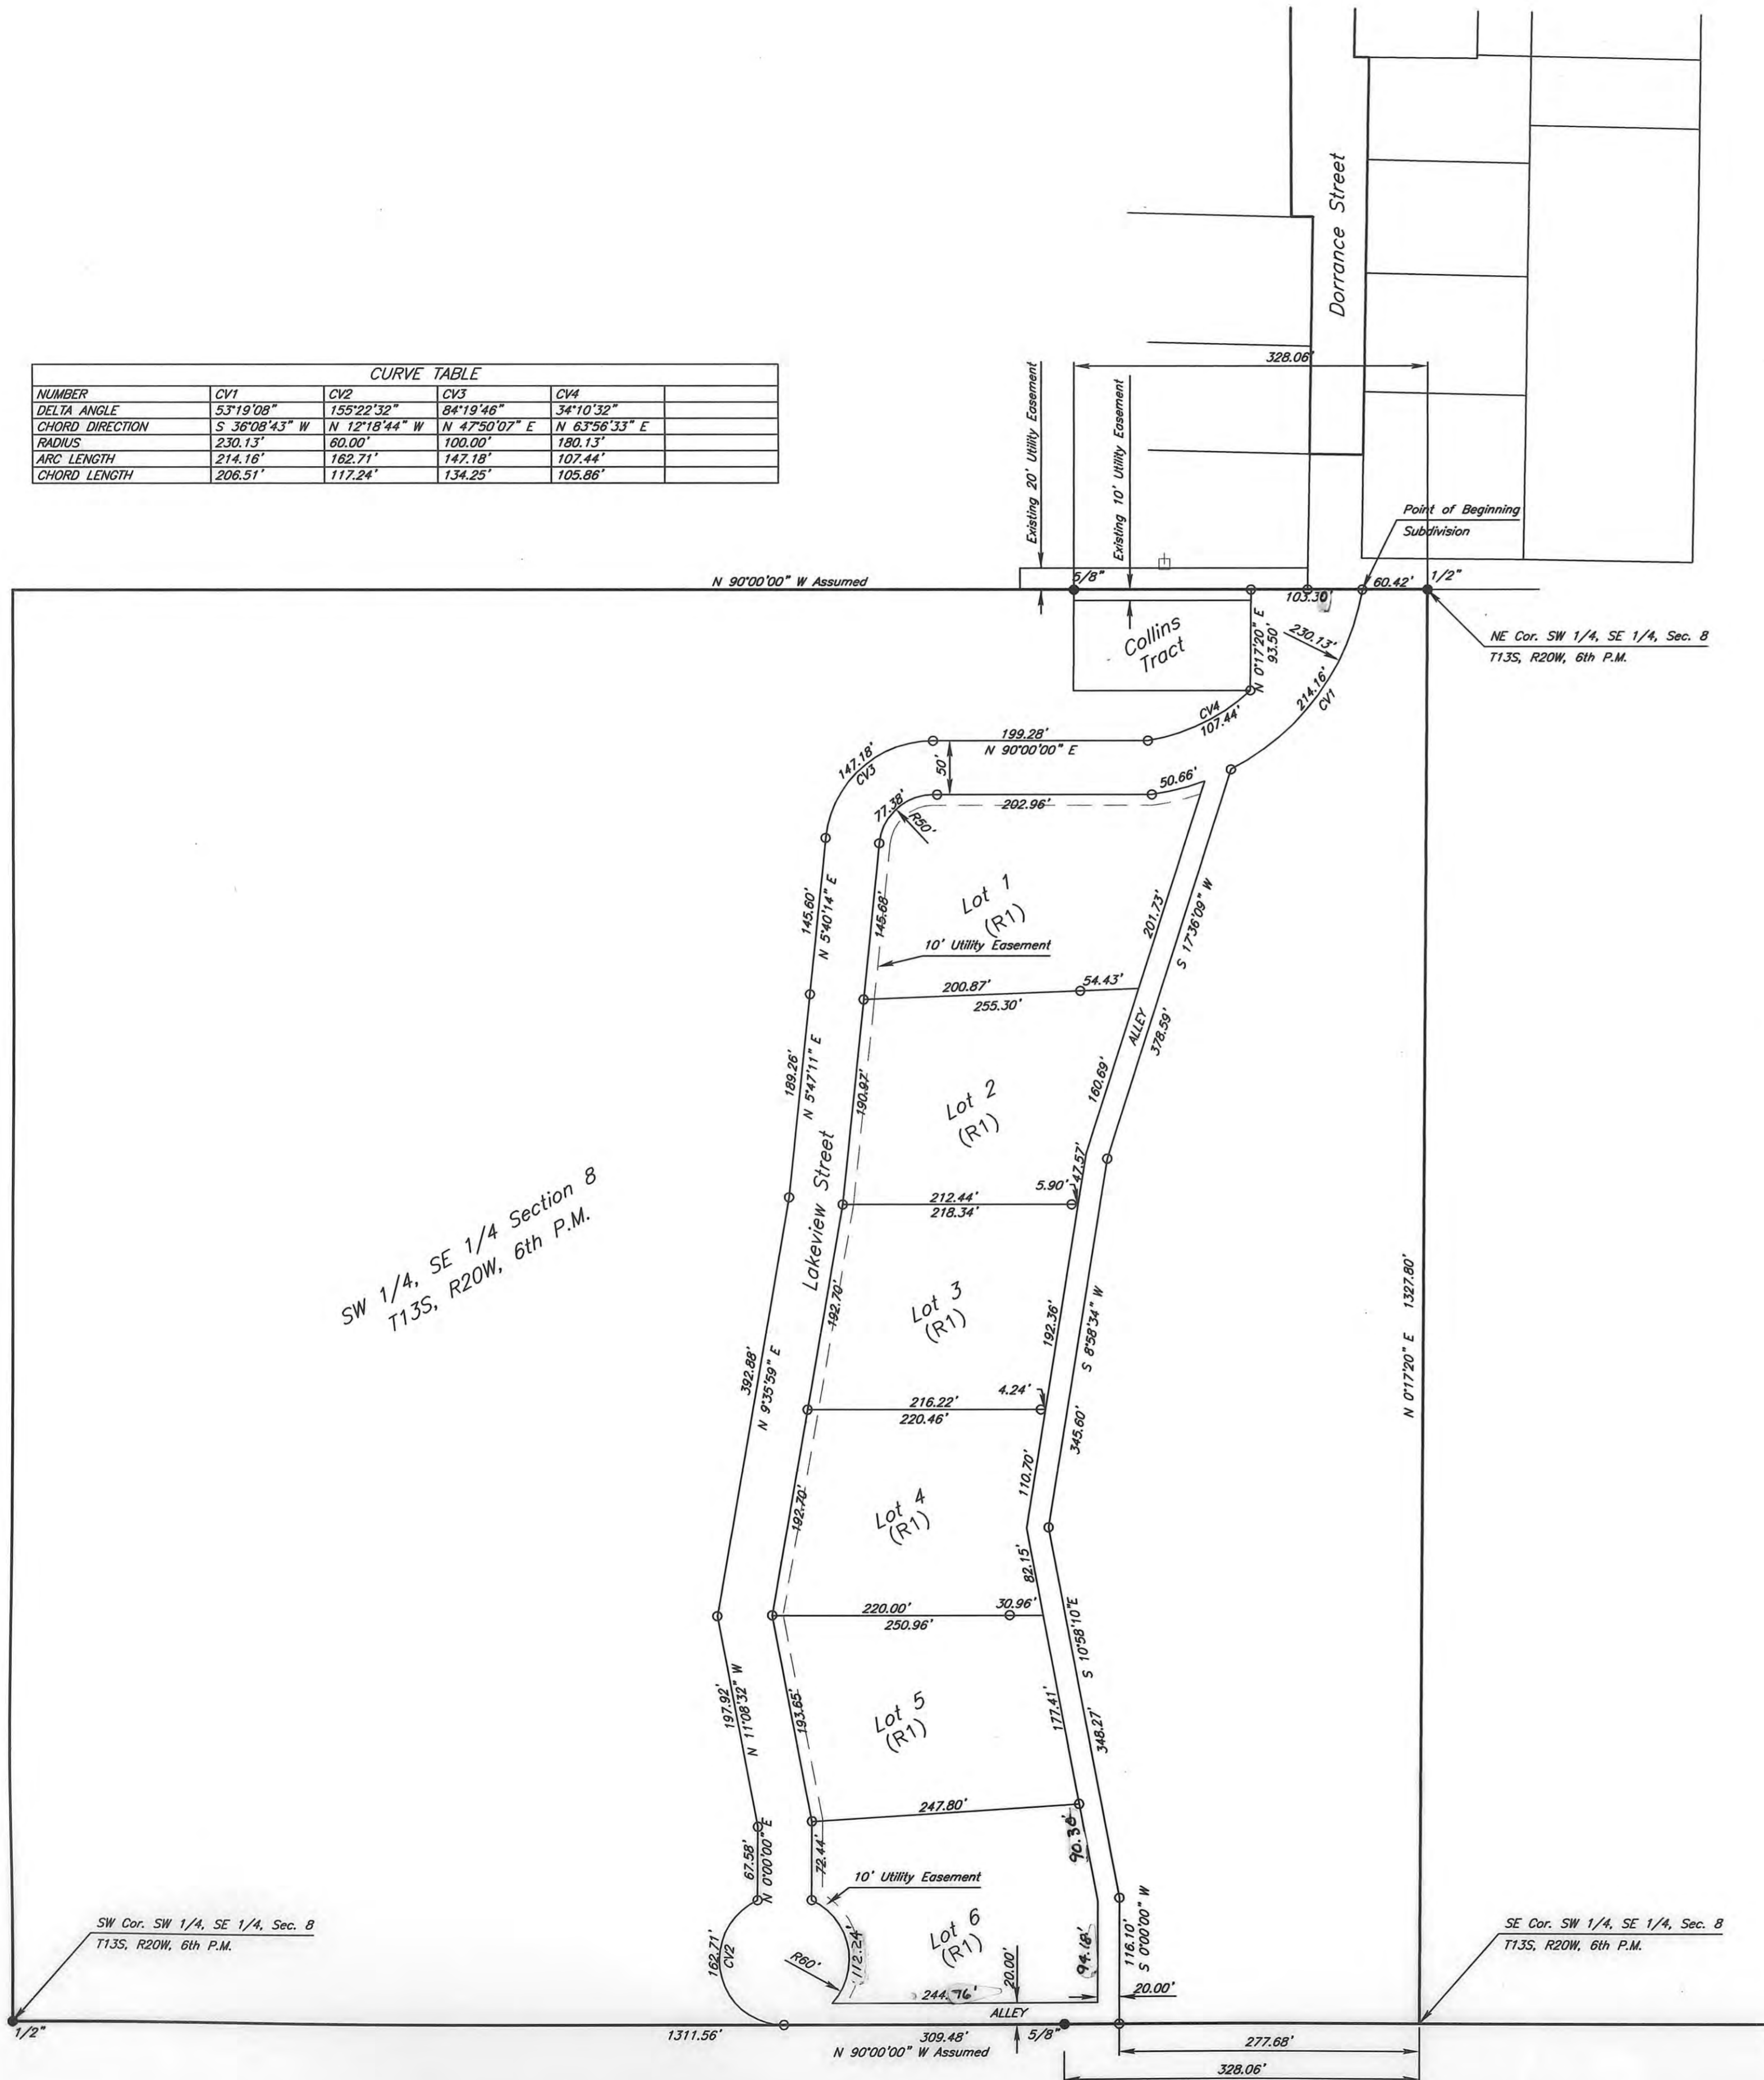 Dorrance Street
328.06'
Existing 20' Utility Easement
Existing 10' Utility Easement
CURVE TABLE
NUMBER CV1 CV2 CV3 CV4
DELTA ANGLE 53°19'08" 155°22'32" 84°19'46" 34°10'32"
CHORD DIRECTION S 36°08'43" W N 12°18'44" W N 47°50'07" E N 63°56'33" E
RADIUS 230.13' 60.00' 100.00' 180.13'
ARC LENGTH 214.16' 162.71' 147.18' 107.44'
CHORD LENGTH 206.51' 117.24' 134.25' 105.86'
Point of Beginning
Subdivision
N 90°00'00" W Assumed
5/8"
103.30'
60.42'
1/2"
NE Cor. SW 1/4, SE 1/4, Sec. 8
T13S, R20W, 6th P.M.
Collins
Tract
N 0°17'20" E
93.50'
230.13'
214.16'
CV1
CV4
107.44'
199.28'
N 90°00'00" E
147.18'
CV3
50'
50.66'
202.96'
77.38'
R50'
Lot 1
(R1)
145.60'
N 5°40'14" E
145.68'
10' Utility Easement
201.73'
S 17°36'09" W
200.87'
54.43'
255.30'
ALLEY
378.59'
189.26'
N 5°47'11" E
190.97'
Lot 2
(R1)
160.69'
47.57'
5.90'
212.44'
218.34'
Lakeview Street
SW 1/4, SE 1/4 Section 8
T13S, R20W, 6th P.M.
192.70'
Lot 3
(R1)
192.36'
S 8°58'34" W
N 0°17'20" E 1327.80'
392.88'
N 9°35'59" E
4.24'
216.22'
220.46'
345.60'
110.70'
192.70'
Lot 4
(R1)
82.15'
220.00'
30.96'
250.96'
S 10°58'10"E
197.92'
N 11°08'32" W
193.65'
Lot 5
(R1)
177.41'
348.27'
247.80'
67.58'
N 0°00'00" E
72.44'
90.30'
10' Utility Easement
SW Cor. SW 1/4, SE 1/4, Sec. 8
T13S, R20W, 6th P.M.
162.71'
CV2
R60'
112.24'
Lot 6
(R1)
20.00'
94.18'
116.10'
S 0°00'00" W
SE Cor. SW 1/4, SE 1/4, Sec. 8
T13S, R20W, 6th P.M.
244.76'
20.00'
ALLEY
1/2"
1311.56'
309.48'
5/8"
N 90°00'00" W Assumed
277.68'
328.06'